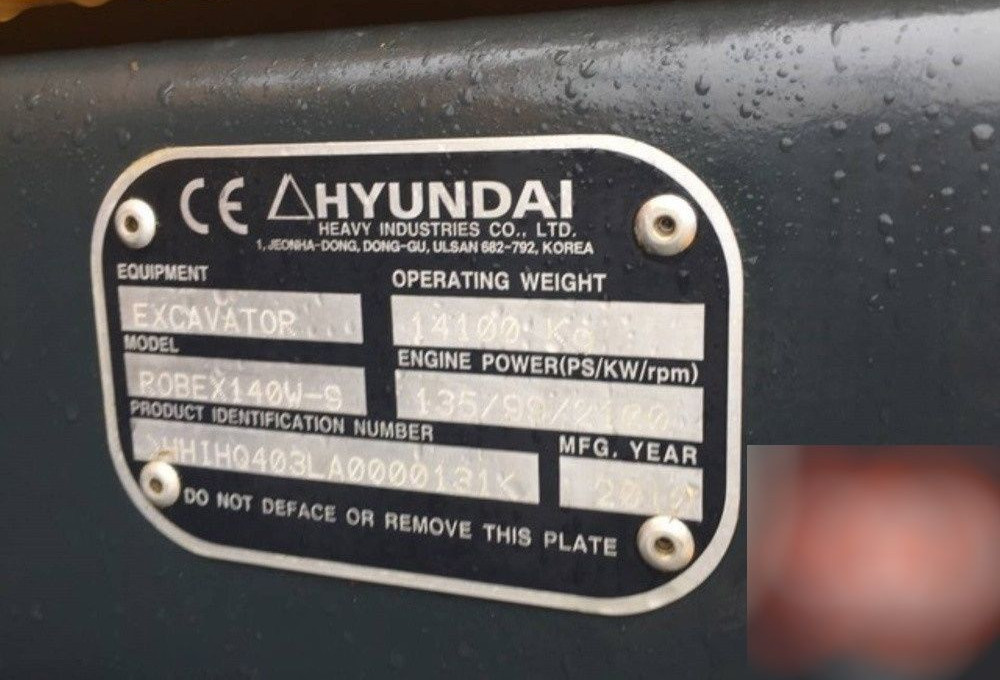 CE HYUNDAI
HEAVY INDUSTRIES CO., LTD.
1, JEONHA-DONG, DONG-GU, ULSAN 682-792, KOREA
EQUIPMENT
EXCAVATOR
OPERATING WEIGHT
14100 Kg
MODEL
ROBEX140W-9
ENGINE POWER(PS/KW/rpm)
135/99/2100
PRODUCT IDENTIFICATION NUMBER
MFG. YEAR
DO NOT DEFACE OR REMOVE THIS PLATE